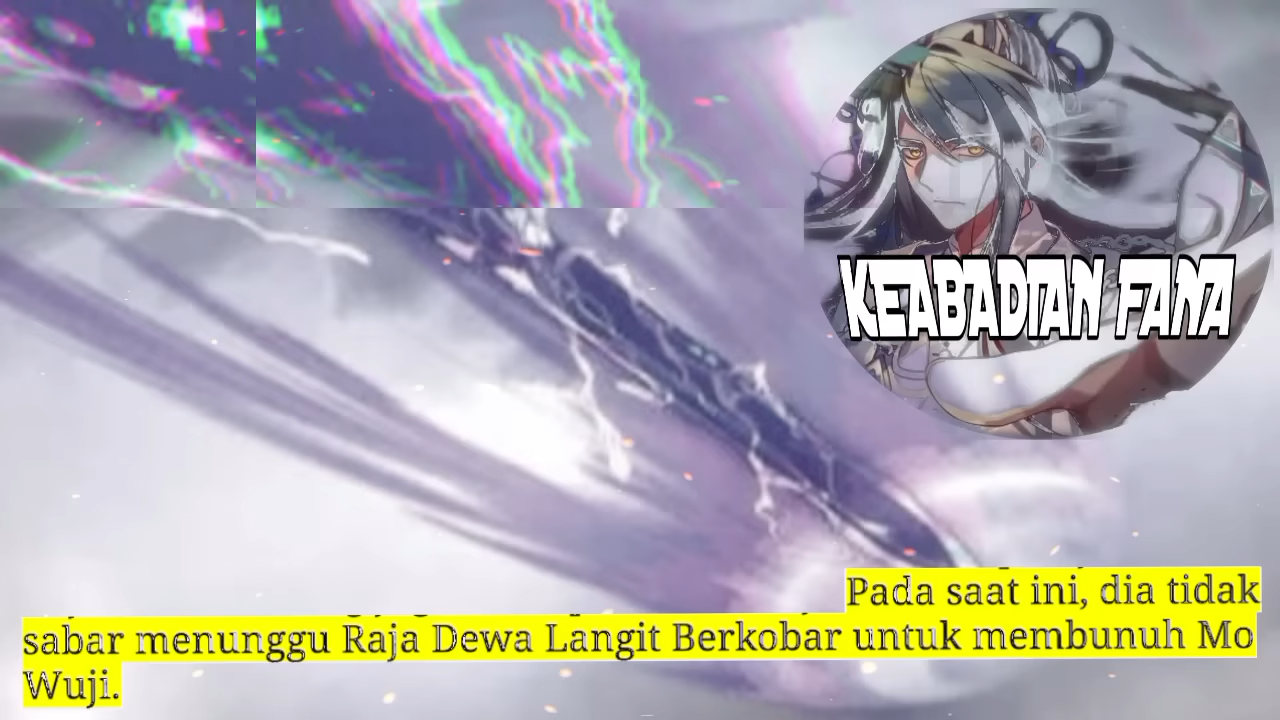 KEABADIAN FANA
Pada saat ini, dia tidak
sabar menunggu Raja Dewa Langit Berkobar untuk membunuh Mo
Wuji.